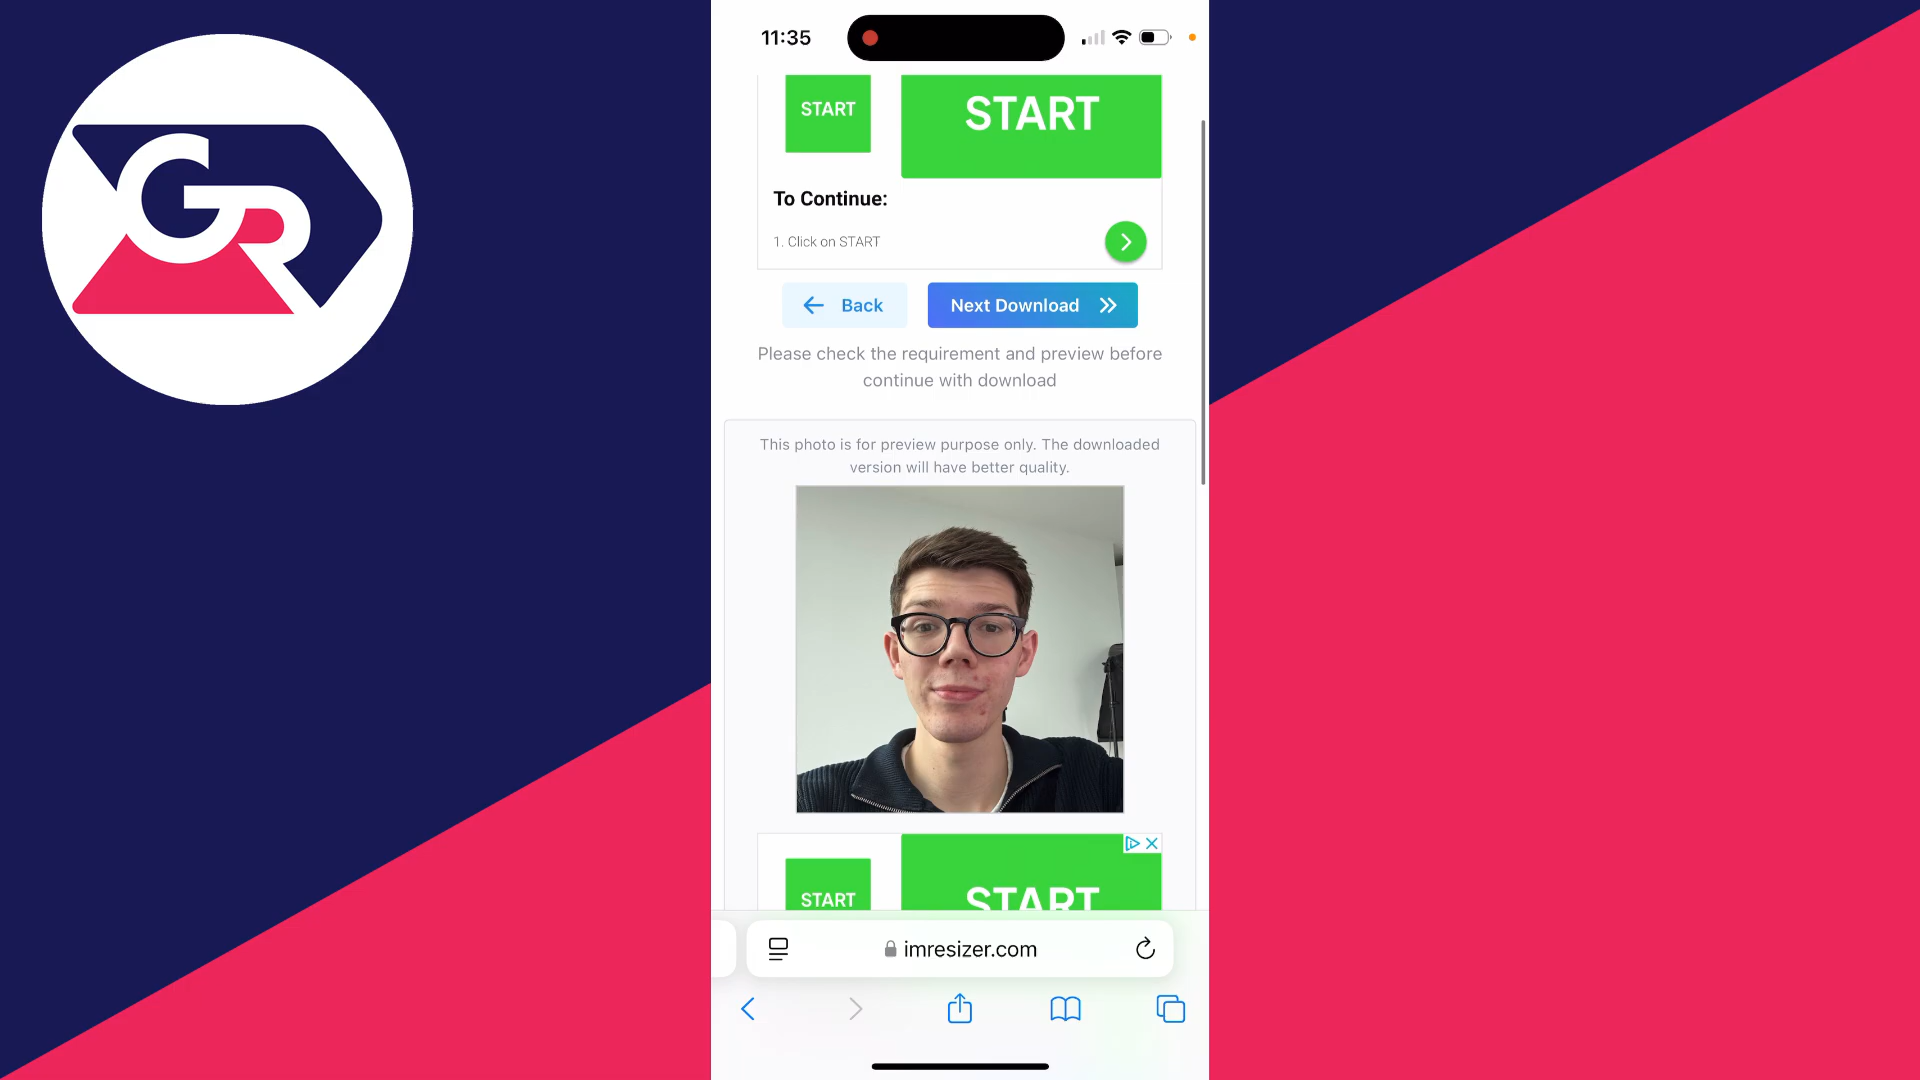 GR
11:35
START
START
To Continue:
1. Click on START
Back
Next Download
Please check the requirement and preview before
continue with download
This photo is for preview purpose only. The downloaded
version will have better quality.
START
START
imresizer.com